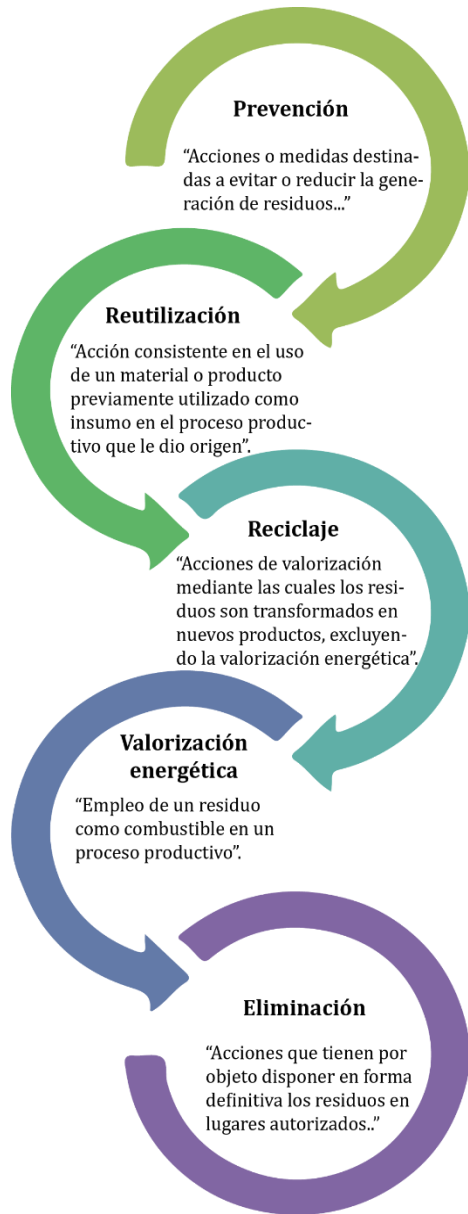 Prevención
“Acciones o medidas destina-
das a evitar o reducir la gene-
ración de residuos...”
Reutilización
“Acción consistente en el uso
de un material o producto
previamente utilizado como
insumo en el proceso produc-
tivo que le dio origen”.
Reciclaje
“Acciones de valorización
mediante las cuales los resi-
duos son transformados en
nuevos productos, excluyen-
do la valorización energética”.
Valorización
energética
“Empleo de un residuo
como combustible en un
proceso productivo”.
Eliminación
“Acciones que tienen por
objeto disponer en forma
definitiva los residuos en
lugares autorizados..”